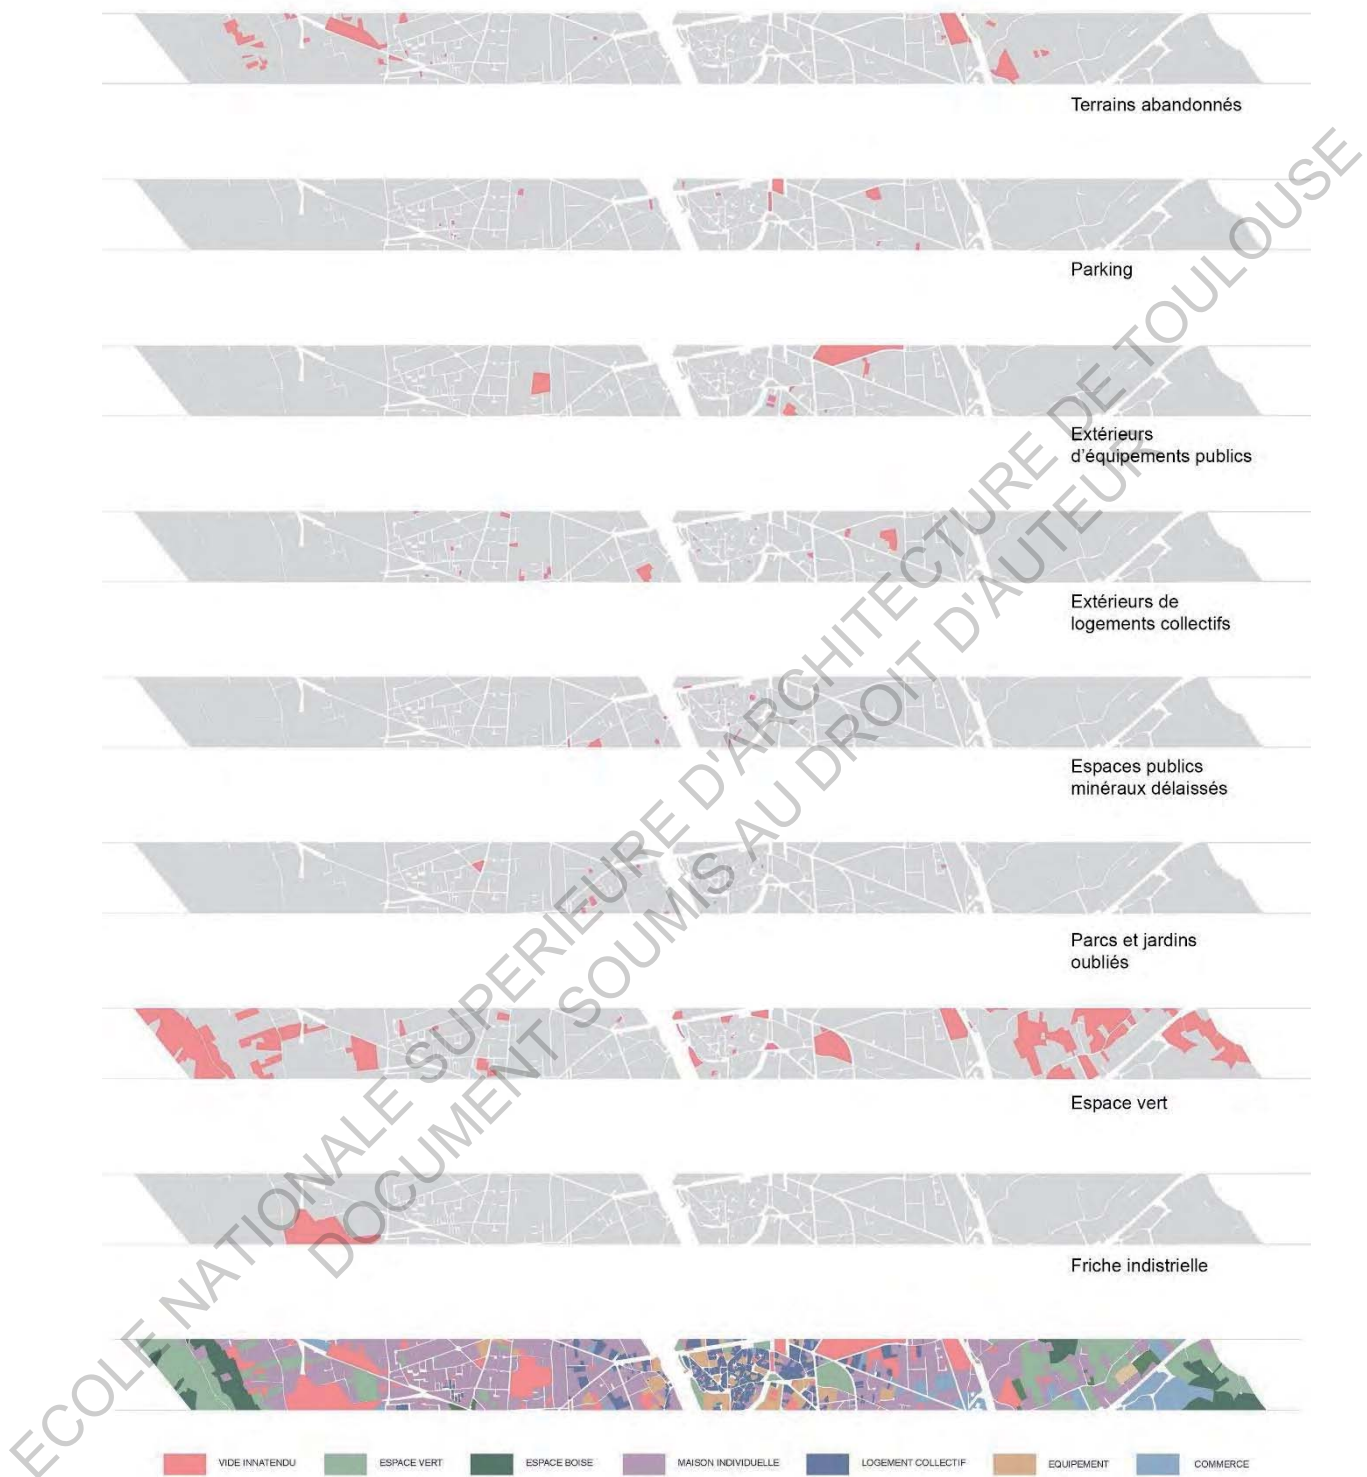 Terrains abandonnés
Parking
Extérieurs
d'équipements publics
Extérieurs de
logements collectifs
Espaces publics
minéraux délaissés
Parcs et jardins
oubliés
Espace vert
Friche indistrielle
VIDE INNATENDU
ESPACE VERT
ESPACE BOISE
MAISON INDIVIDUELLE
LOGEMENT COLLECTIF
EQUIPEMENT
COMMERCE
ECOLE NATIONALE SUPERIEURE D'ARCHITECTURE DE TOULOUSE
DOCUMENT SOUMIS AU DROIT D'AUTEUR